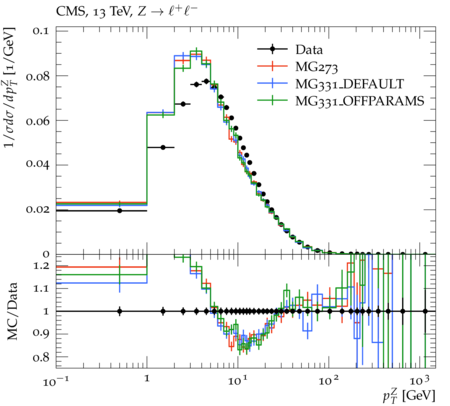 CMS, 13 TeV, Z → ℓ⁺ℓ⁻
1/σdσ/dp_T^Z [1/GeV]
0.1
0.08
0.06
0.04
0.02
0
Data
MG273
MG331_DEFAULT
MG331_OFFPARAMS
MC/Data
1.2
1.1
1
0.9
0.8
10⁻¹ 1 10¹ 10² 10³
p_T^Z [GeV]